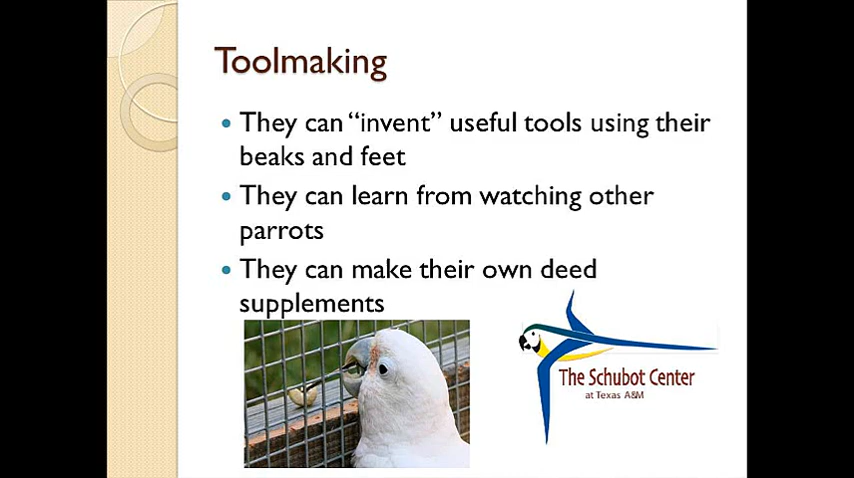 Toolmaking
They can “invent” useful tools using their
beaks and feet
They can learn from watching other
parrots
They can make their own deed
supplements
The Schubot Center
at Texas A&M